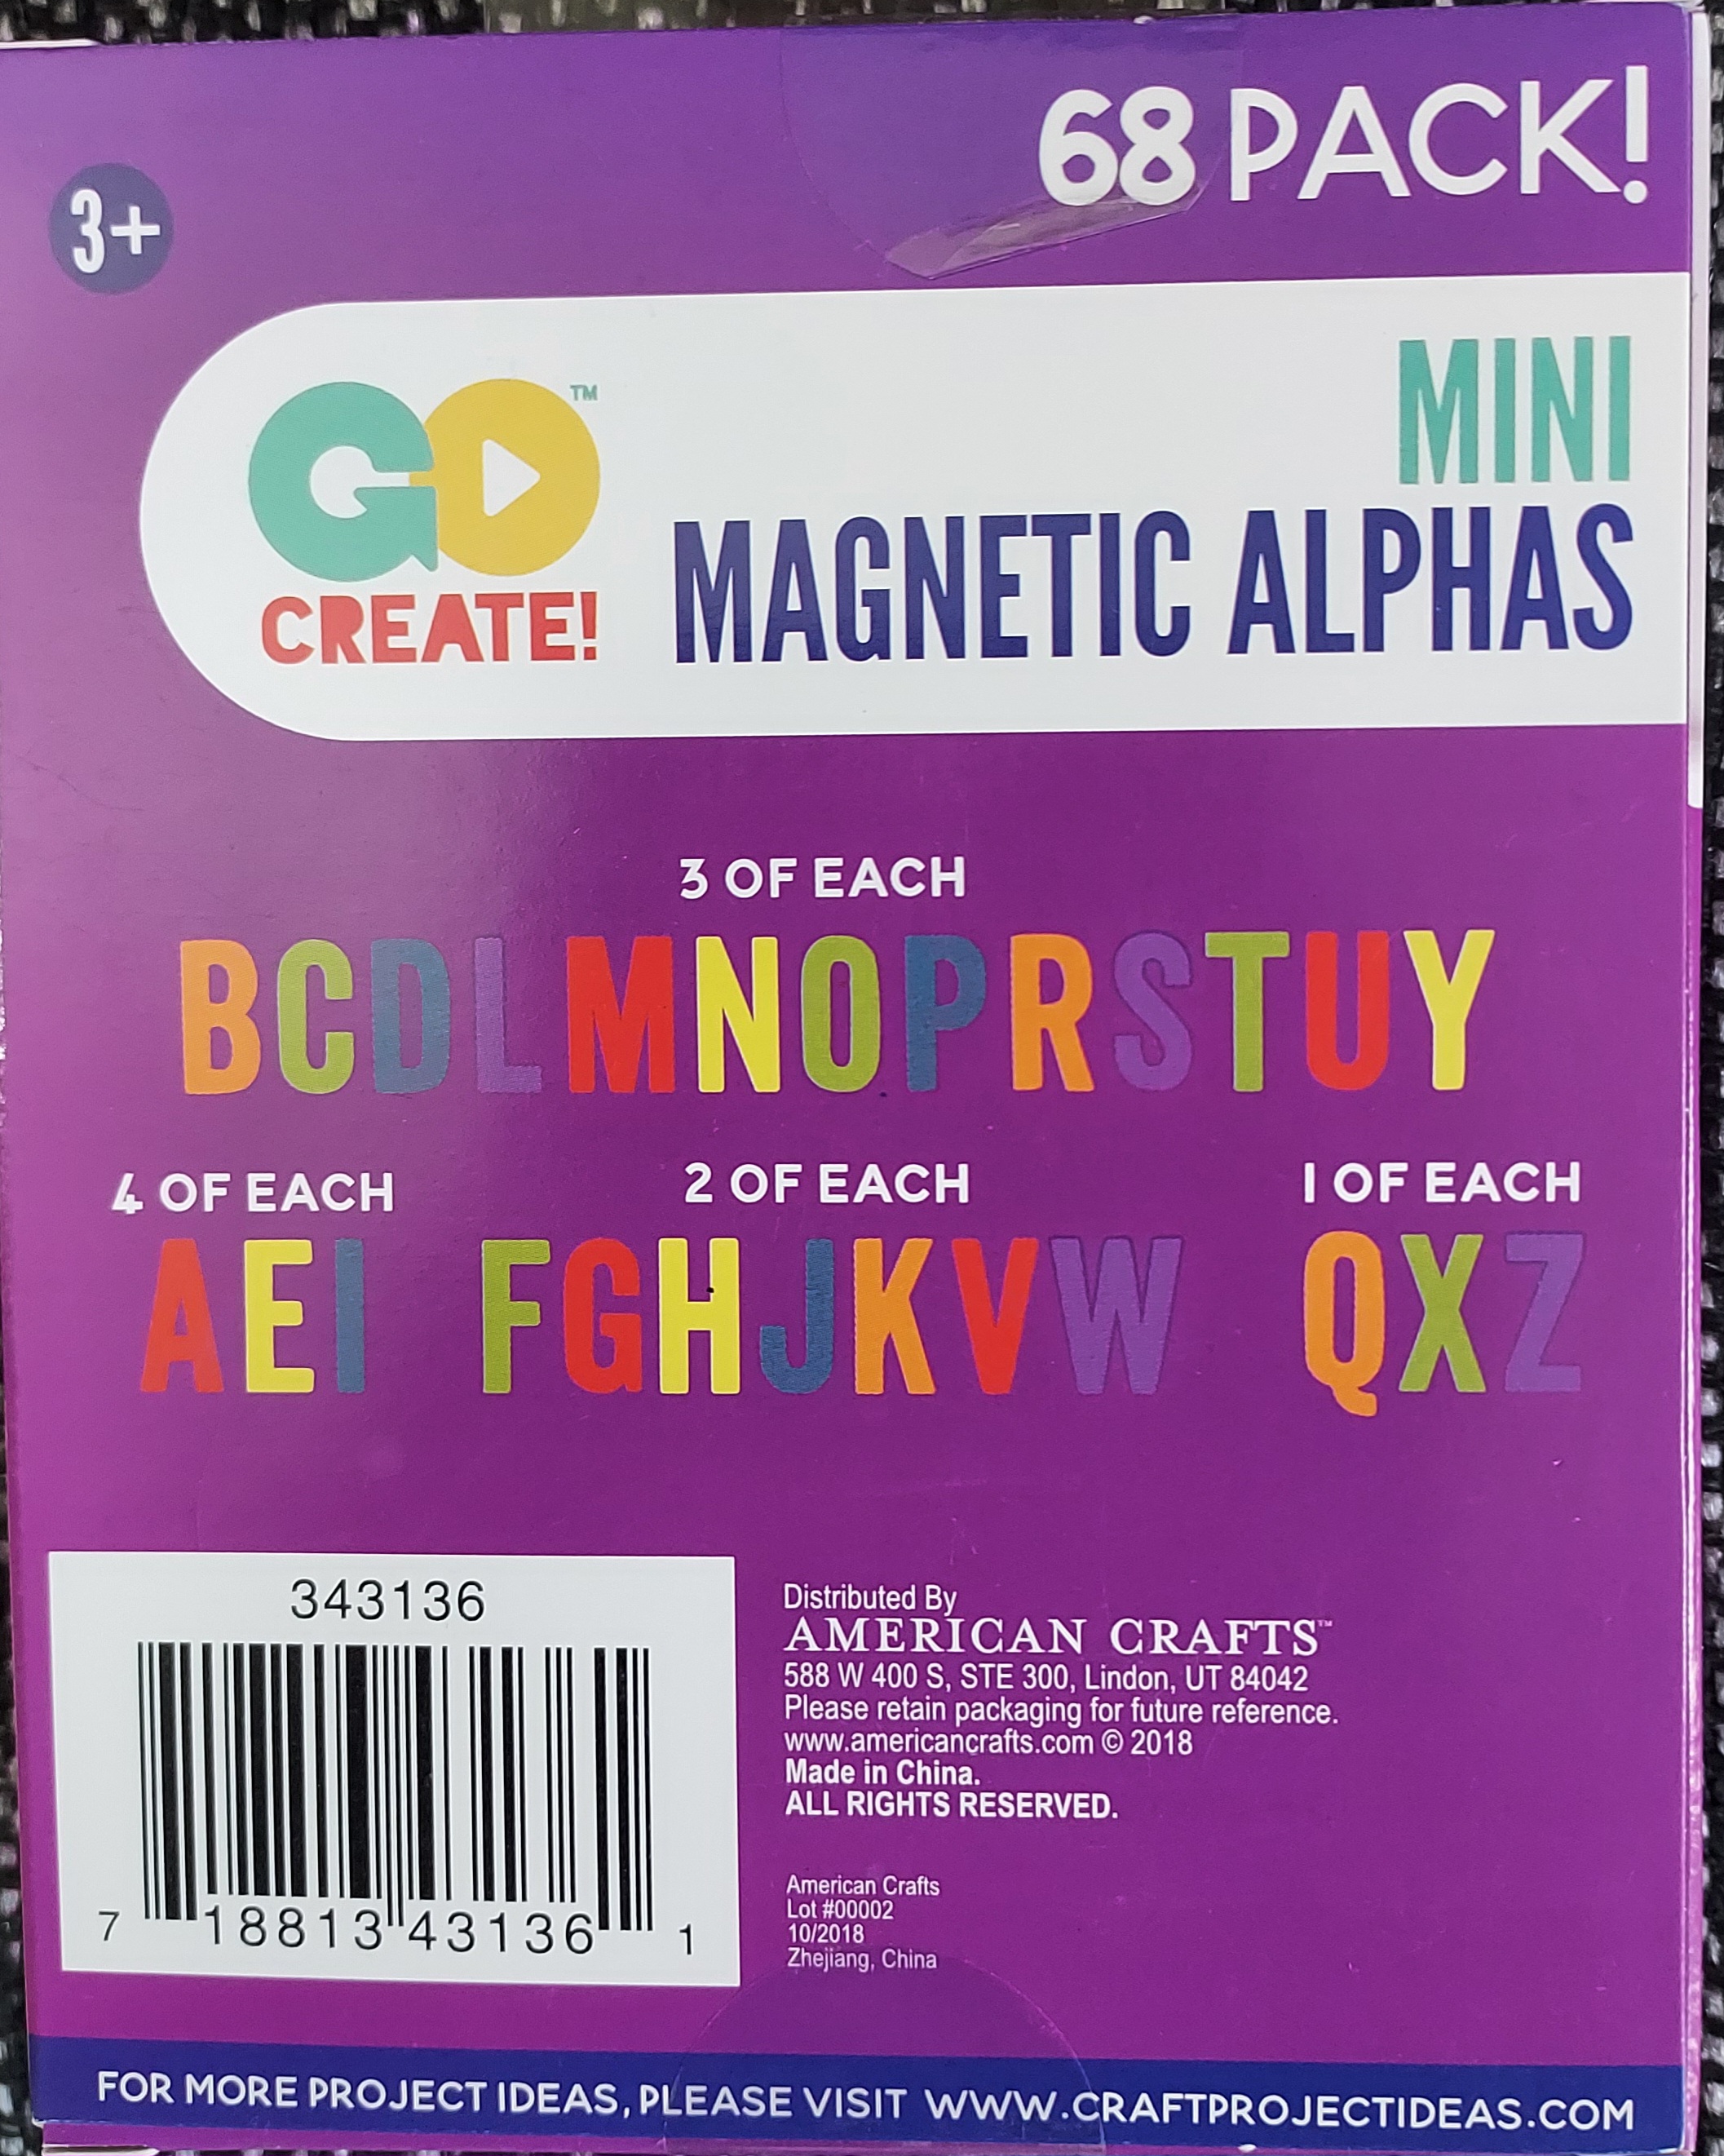 68 PACK!
3+
GO™
CREATE!
MINI
MAGNETIC ALPHAS
3 OF EACH
BCDLMNOPRSTUY
4 OF EACH
AEI
2 OF EACH
FGHJKVW
1 OF EACH
QXZ
343136
7 18813 43136 1
Distributed By
AMERICAN CRAFTS™
588 W 400 S, STE 300, Lindon, UT 84042
Please retain packaging for future reference.
www.americancrafts.com © 2018
Made in China.
ALL RIGHTS RESERVED.
American Crafts
Lot #00002
10/2018
Zhejiang, China
FOR MORE PROJECT IDEAS, PLEASE VISIT WWW.CRAFTPROJECTIDEAS.COM